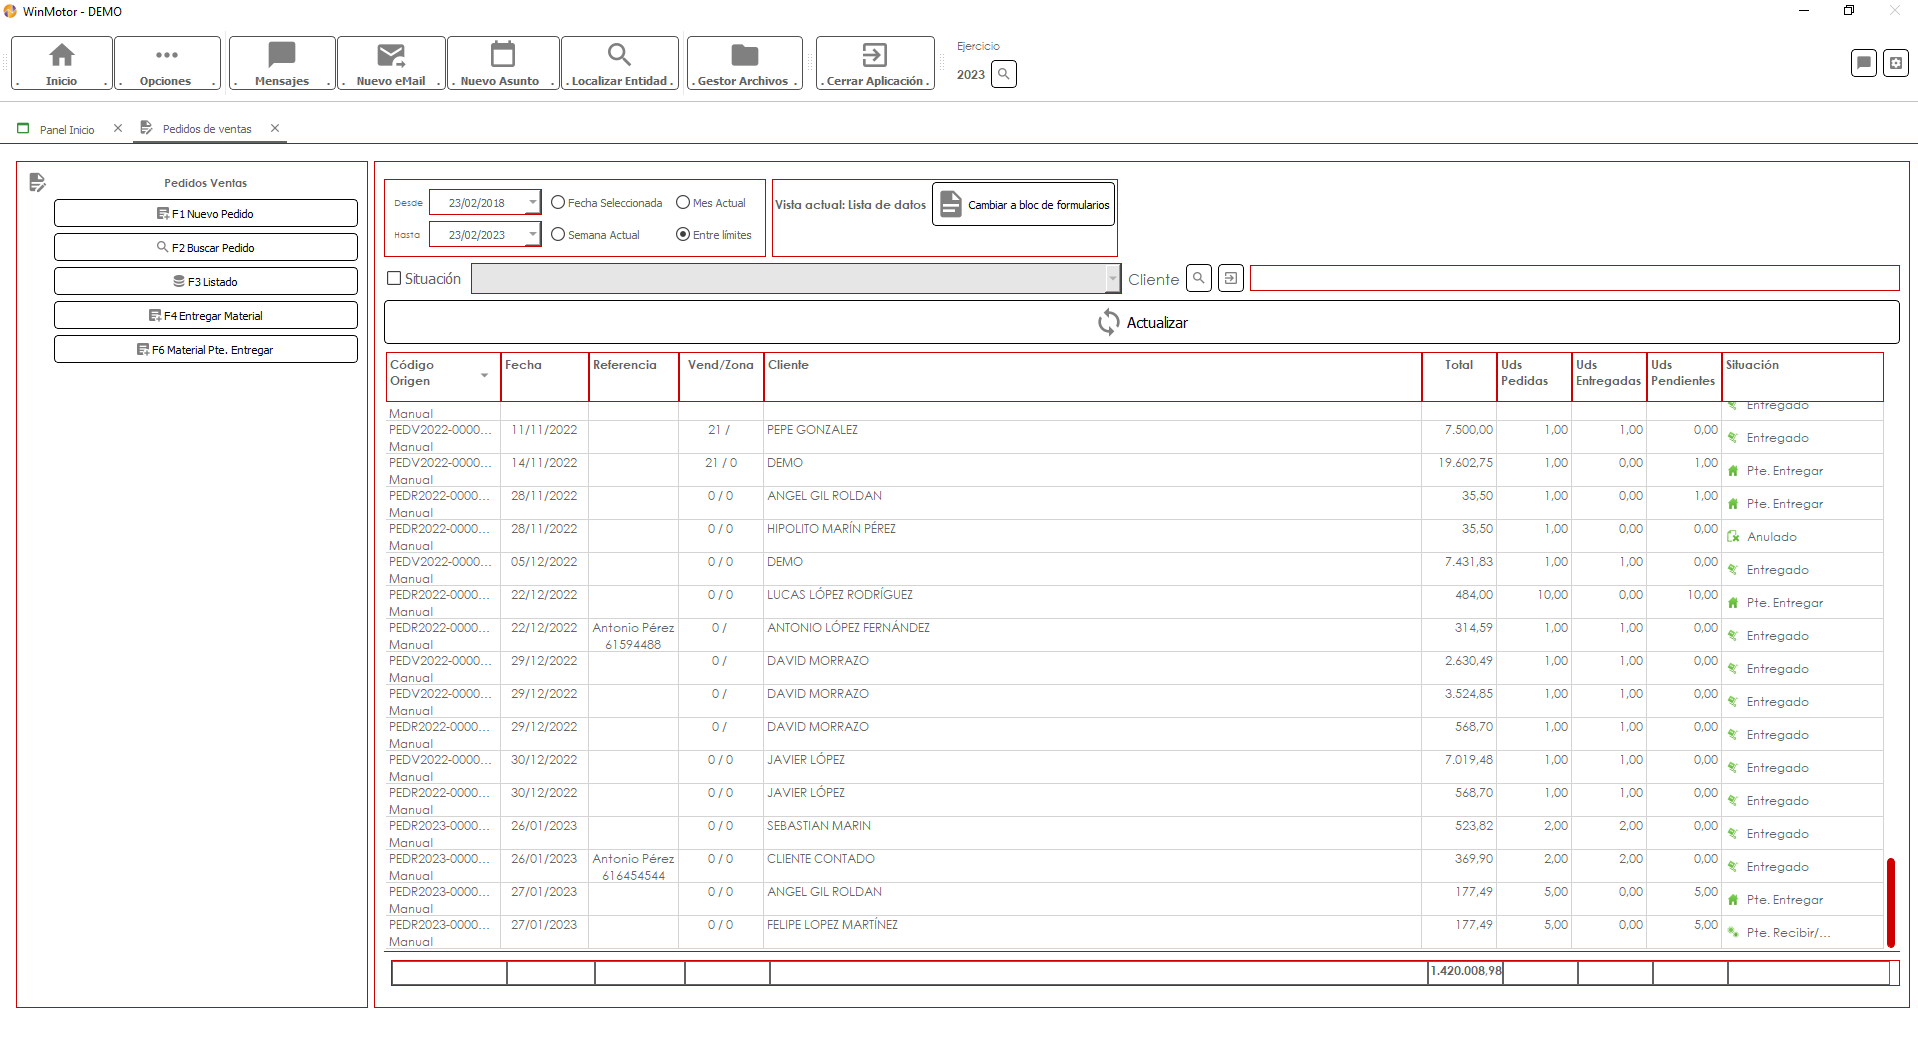 WinMotor - DEMO
Inicio
Opciones
Mensajes
Nuevo eMail
Nuevo Asunto
Localizar Entidad
Gestor Archivos
Cerrar Aplicación
Ejercicio
2023
Panel Inicio
Pedidos de ventas
Pedidos Ventas
F1 Nuevo Pedido
F2 Buscar Pedido
F3 Listado
F4 Entregar Material
F6 Material Pte. Entregar
Desde 23/02/2018 Fecha Seleccionada Mes Actual
Hasta 23/02/2023 Semana Actual Entre límites
Vista actual: Lista de datos Cambiar a bloc de formularios
Situación Cliente
Actualizar
Código Origen Fecha Referencia Vend/Zona Cliente Total Uds Pedidas Uds Entregadas Uds Pendientes Situación
Manual Entregado
PEDV2022-0000... 11/11/2022 21 / PEPE GONZALEZ 7.500,00 1,00 1,00 0,00 Entregado
Manual
PEDV2022-0000... 14/11/2022 21 / 0 DEMO 19.602,75 1,00 0,00 1,00 Pte. Entregar
Manual
PEDR2022-0000... 28/11/2022 0 / 0 ANGEL GIL ROLDAN 35,50 1,00 0,00 1,00 Pte. Entregar
Manual
PEDR2022-0000... 28/11/2022 0 / 0 HIPOLITO MARÍN PÉREZ 35,50 1,00 0,00 0,00 Anulado
Manual
PEDV2022-0000... 05/12/2022 0 / 0 DEMO 7.431,83 1,00 1,00 0,00 Entregado
Manual
PEDR2022-0000... 22/12/2022 0 / 0 LUCAS LÓPEZ RODRÍGUEZ 484,00 10,00 0,00 10,00 Pte. Entregar
Manual
PEDR2022-0000... 22/12/2022 Antonio Pérez 0 / ANTONIO LÓPEZ FERNÁNDEZ 314,59 1,00 1,00 0,00 Entregado
Manual 61594488
PEDV2022-0000... 29/12/2022 0 / DAVID MORRAZO 2.630,49 1,00 1,00 0,00 Entregado
Manual
PEDV2022-0000... 29/12/2022 0 / DAVID MORRAZO 3.524,85 1,00 1,00 0,00 Entregado
Manual
PEDR2022-0000... 29/12/2022 0 / DAVID MORRAZO 568,70 1,00 1,00 0,00 Entregado
Manual
PEDV2022-0000... 30/12/2022 0 / 0 JAVIER LÓPEZ 7.019,48 1,00 1,00 0,00 Entregado
Manual
PEDR2022-0000... 30/12/2022 0 / 0 JAVIER LÓPEZ 568,70 1,00 1,00 0,00 Entregado
Manual
PEDR2023-0000... 26/01/2023 0 / 0 SEBASTIAN MARIN 523,82 2,00 2,00 0,00 Entregado
Manual
PEDR2023-0000... 26/01/2023 Antonio Pérez 0 / 0 CLIENTE CONTADO 369,90 2,00 2,00 0,00 Entregado
Manual 616454544
PEDR2023-0000... 27/01/2023 0 / 0 ANGEL GIL ROLDAN 177,49 5,00 0,00 5,00 Pte. Entregar
Manual
PEDR2023-0000... 27/01/2023 0 / 0 FELIPE LOPEZ MARTÍNEZ 177,49 5,00 0,00 5,00 Pte. Recibir/...
Manual
1.420.008,98